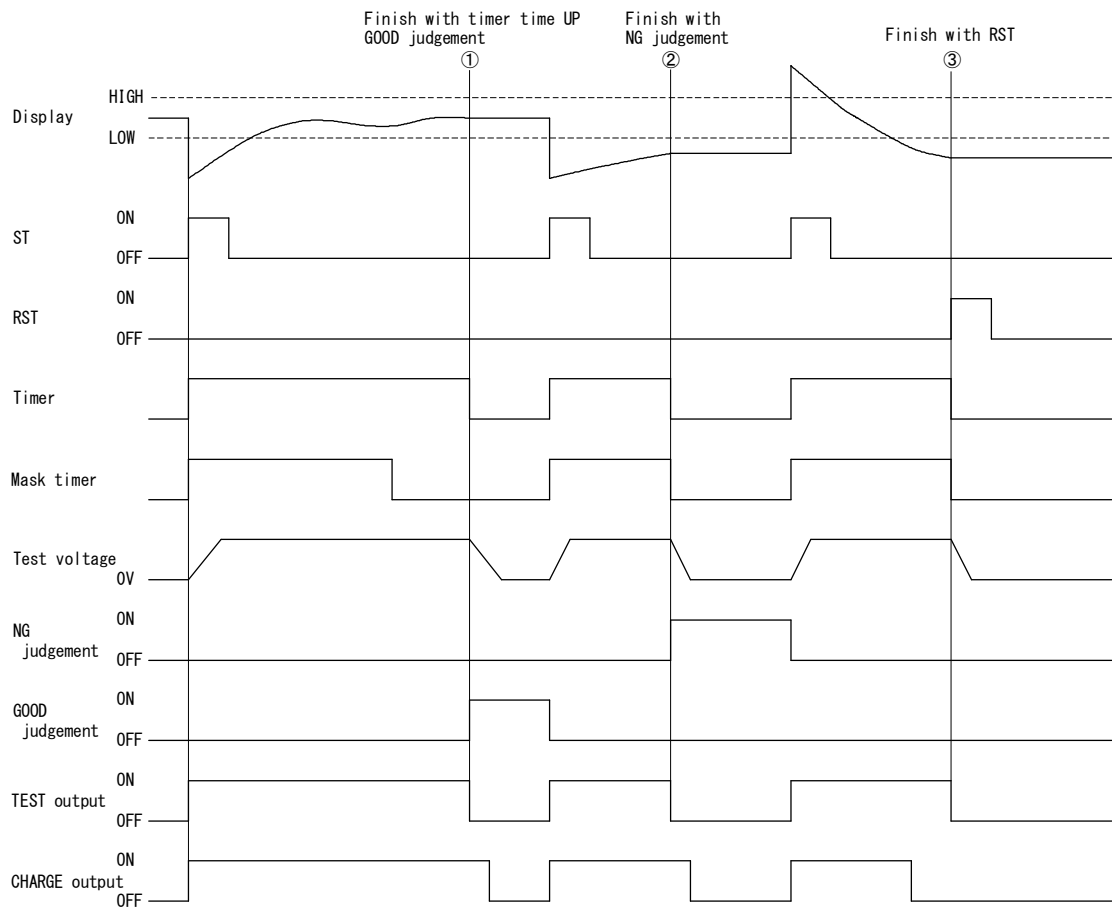 Finish with timer time UP
GOOD judgement
①
Finish with
NG judgement
②
Finish with RST
③
Display
HIGH
LOW
ST
ON
OFF
RST
ON
OFF
Timer
Mask timer
Test voltage
0V
NG
judgement
ON
OFF
GOOD
judgement
ON
OFF
TEST output
ON
OFF
CHARGE output
ON
OFF